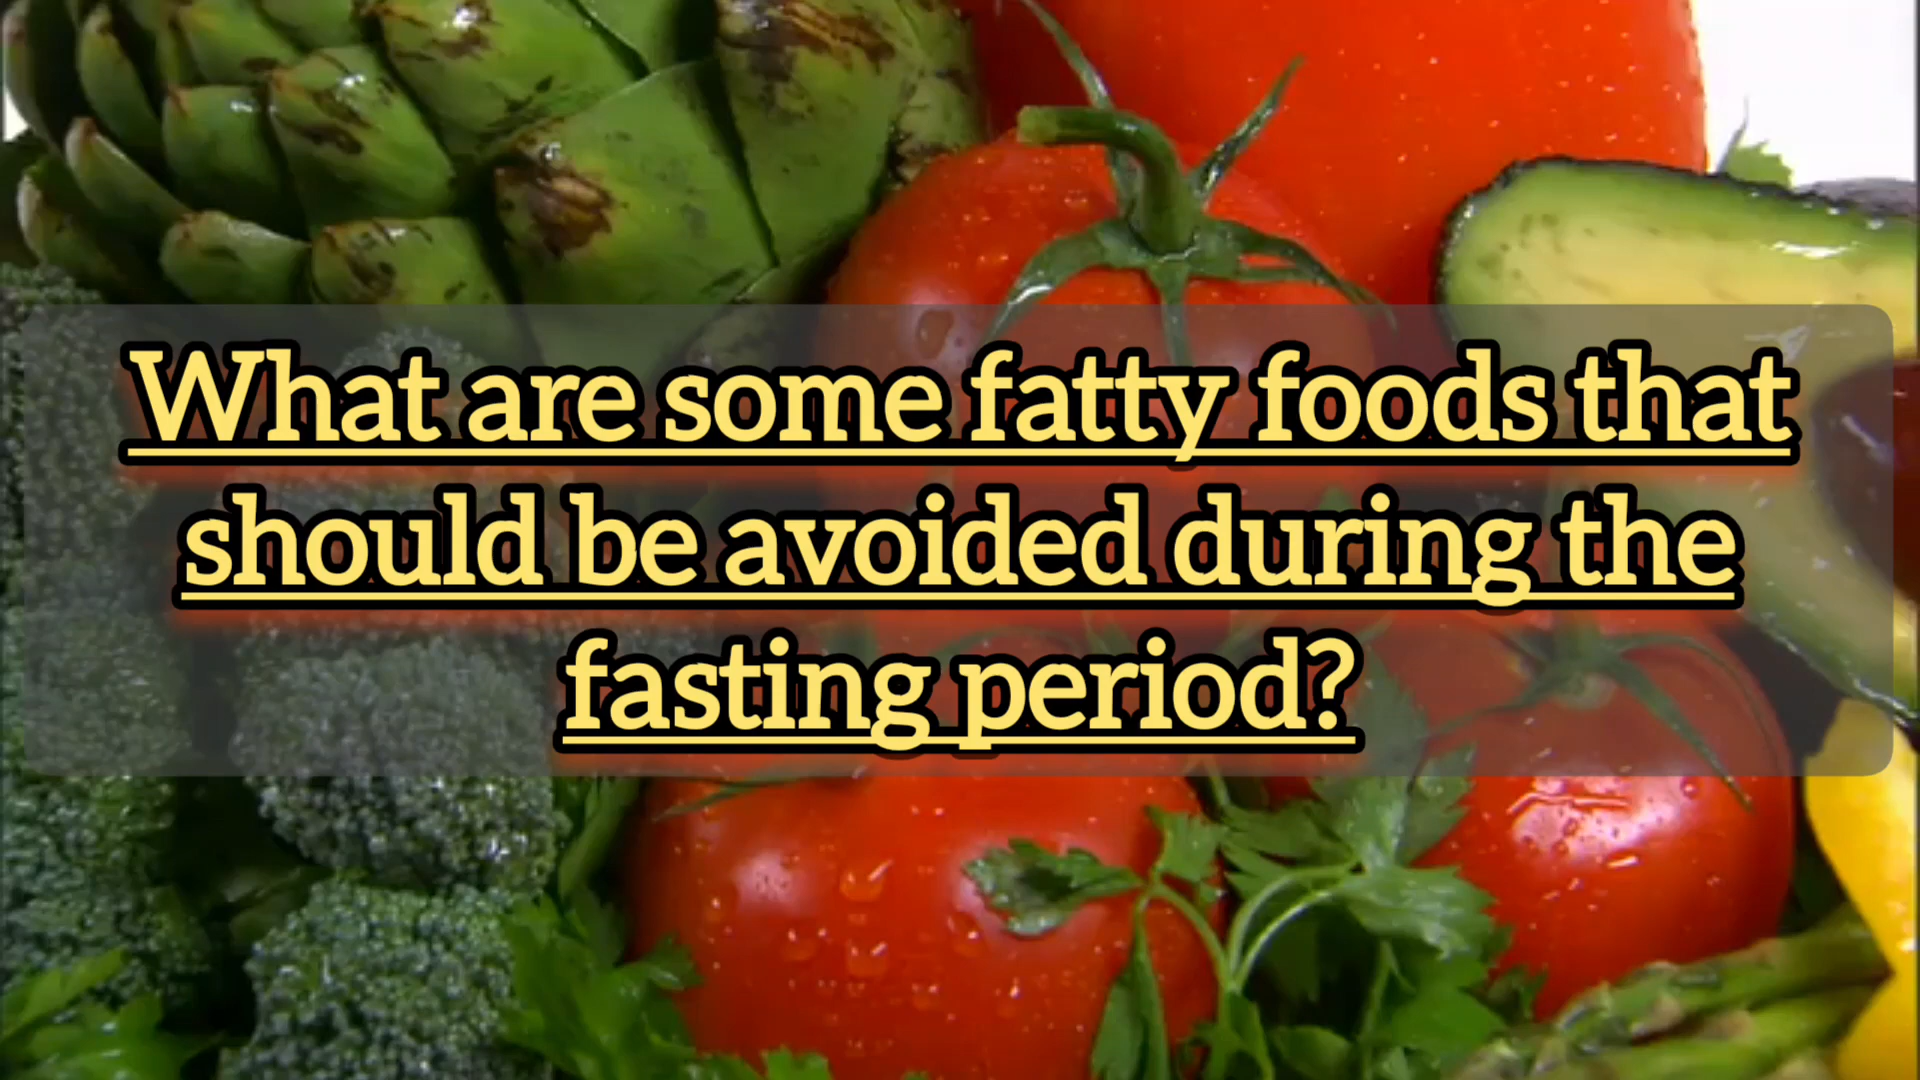 What are some fatty foods that
should be avoided during the
fasting period?